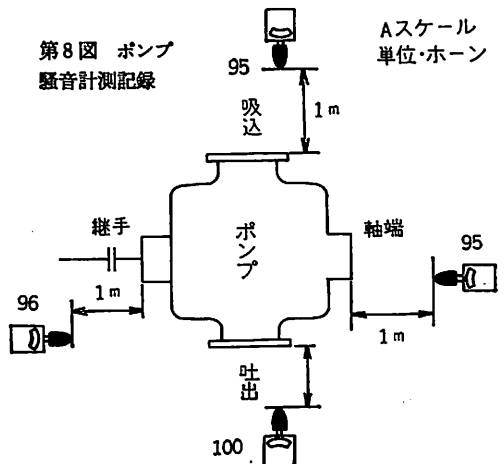 第8図 ポンプ
騒音計測記録
Aスケール
単位・ホーン
95
吸込
1m
継手
ポンプ
軸端
95
96
1m
1m
吐出
100